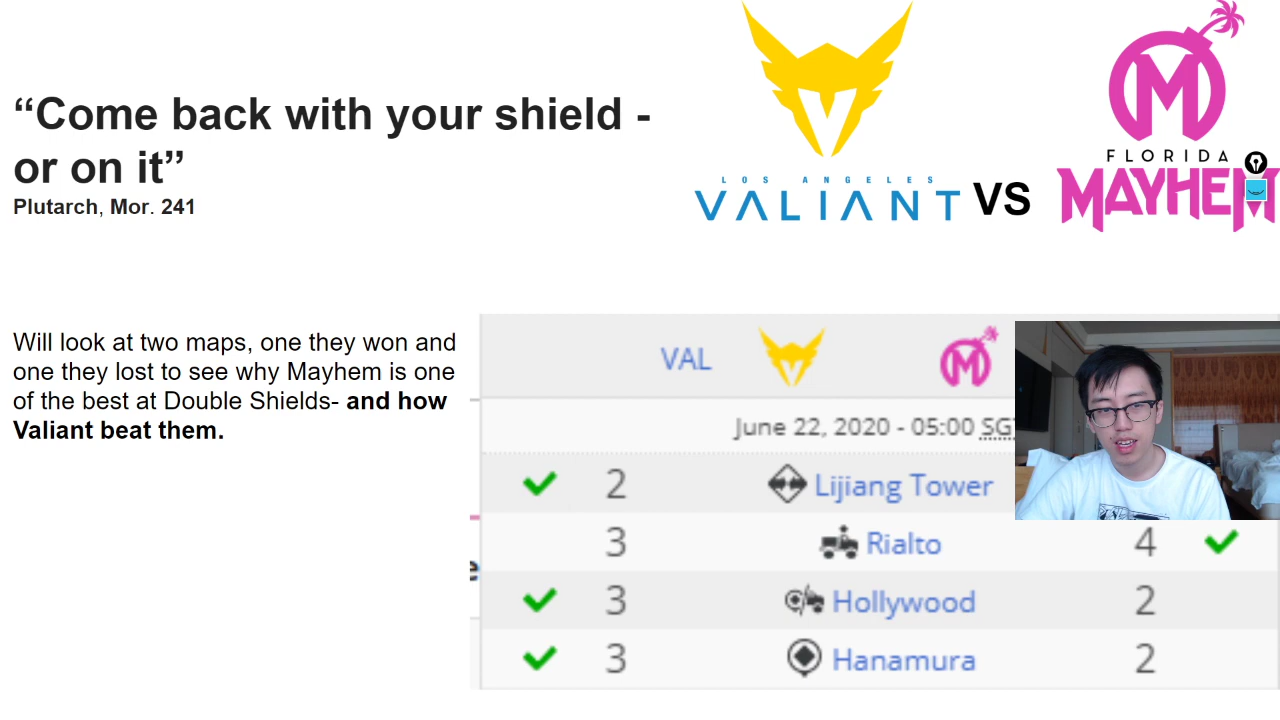 “Come back with your shield -
or on it”
Plutarch, Mor. 241
LOS ANGELES
VALIANT
VS
FLORIDA
MAYHEM
Will look at two maps, one they won and
one they lost to see why Mayhem is one
of the best at Double Shields- and how
Valiant beat them.
VAL
June 22, 2020 - 05:00
2 Lijiang Tower
3 Rialto 4
3 Hollywood 2
3 Hanamura 2